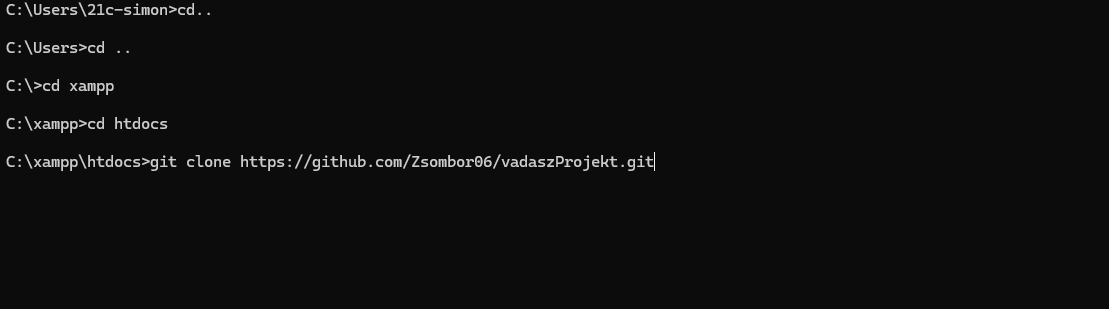 C:\Users\21c-simon>cd..
C:\Users>cd ..
C:\>cd xampp
C:\xampp>cd htdocs
C:\xampp\htdocs>git clone https://github.com/Zsombor06/vadaszProjekt.git